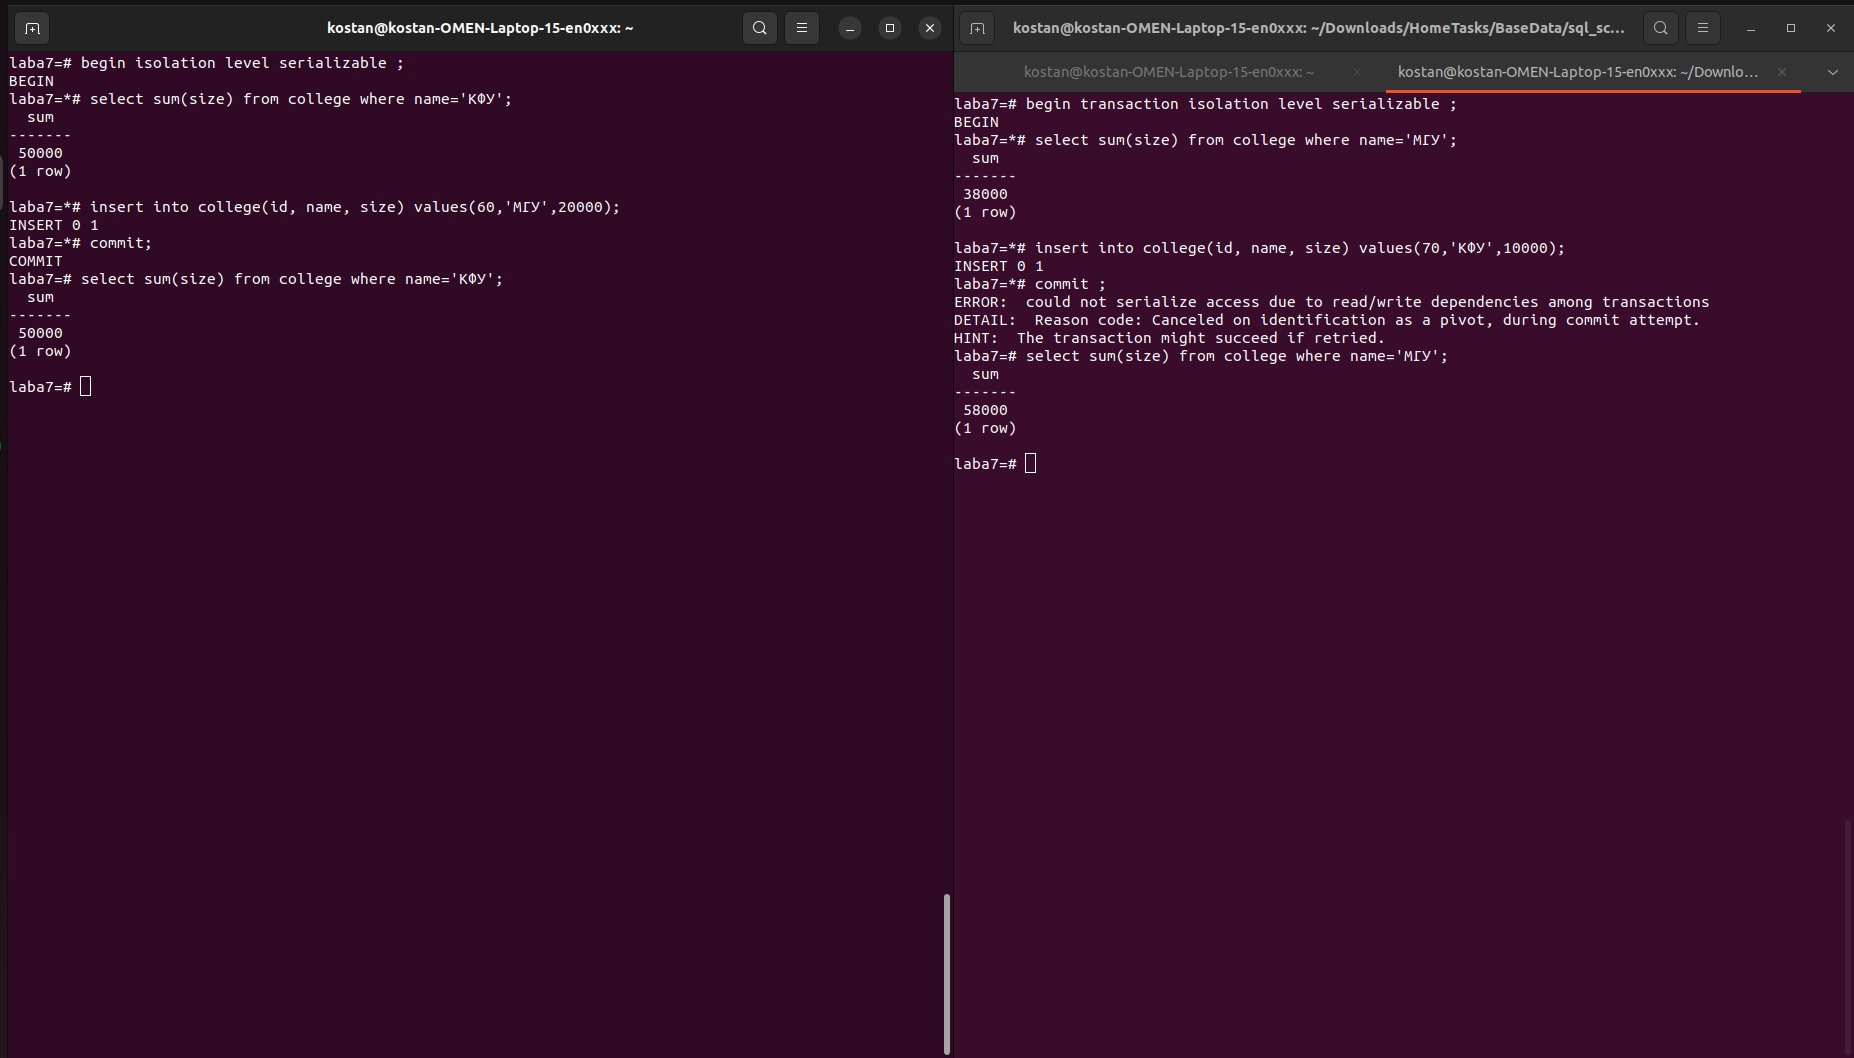 kostan@kostan-OMEN-Laptop-15-en0xxx: ~
laba7=# begin isolation level serializable ;
BEGIN
laba7=*# select sum(size) from college where name='КФУ';
  sum
-------
 50000
(1 row)

laba7=*# insert into college(id, name, size) values(60,'МГУ',20000);
INSERT 0 1
laba7=*# commit;
COMMIT
laba7=# select sum(size) from college where name='КФУ';
  sum
-------
 50000
(1 row)

laba7=#
kostan@kostan-OMEN-Laptop-15-en0xxx: ~/Downloads/HomeTasks/BaseData/sql_sc...
kostan@kostan-OMEN-Laptop-15-en0xxx: ~
kostan@kostan-OMEN-Laptop-15-en0xxx: ~/Downlo...
laba7=# begin transaction isolation level serializable ;
BEGIN
laba7=*# select sum(size) from college where name='МГУ';
  sum
-------
 38000
(1 row)

laba7=*# insert into college(id, name, size) values(70,'КФУ',10000);
INSERT 0 1
laba7=*# commit ;
ERROR:  could not serialize access due to read/write dependencies among transactions
DETAIL:  Reason code: Canceled on identification as a pivot, during commit attempt.
HINT:  The transaction might succeed if retried.
laba7=# select sum(size) from college where name='МГУ';
  sum
-------
 58000
(1 row)

laba7=#